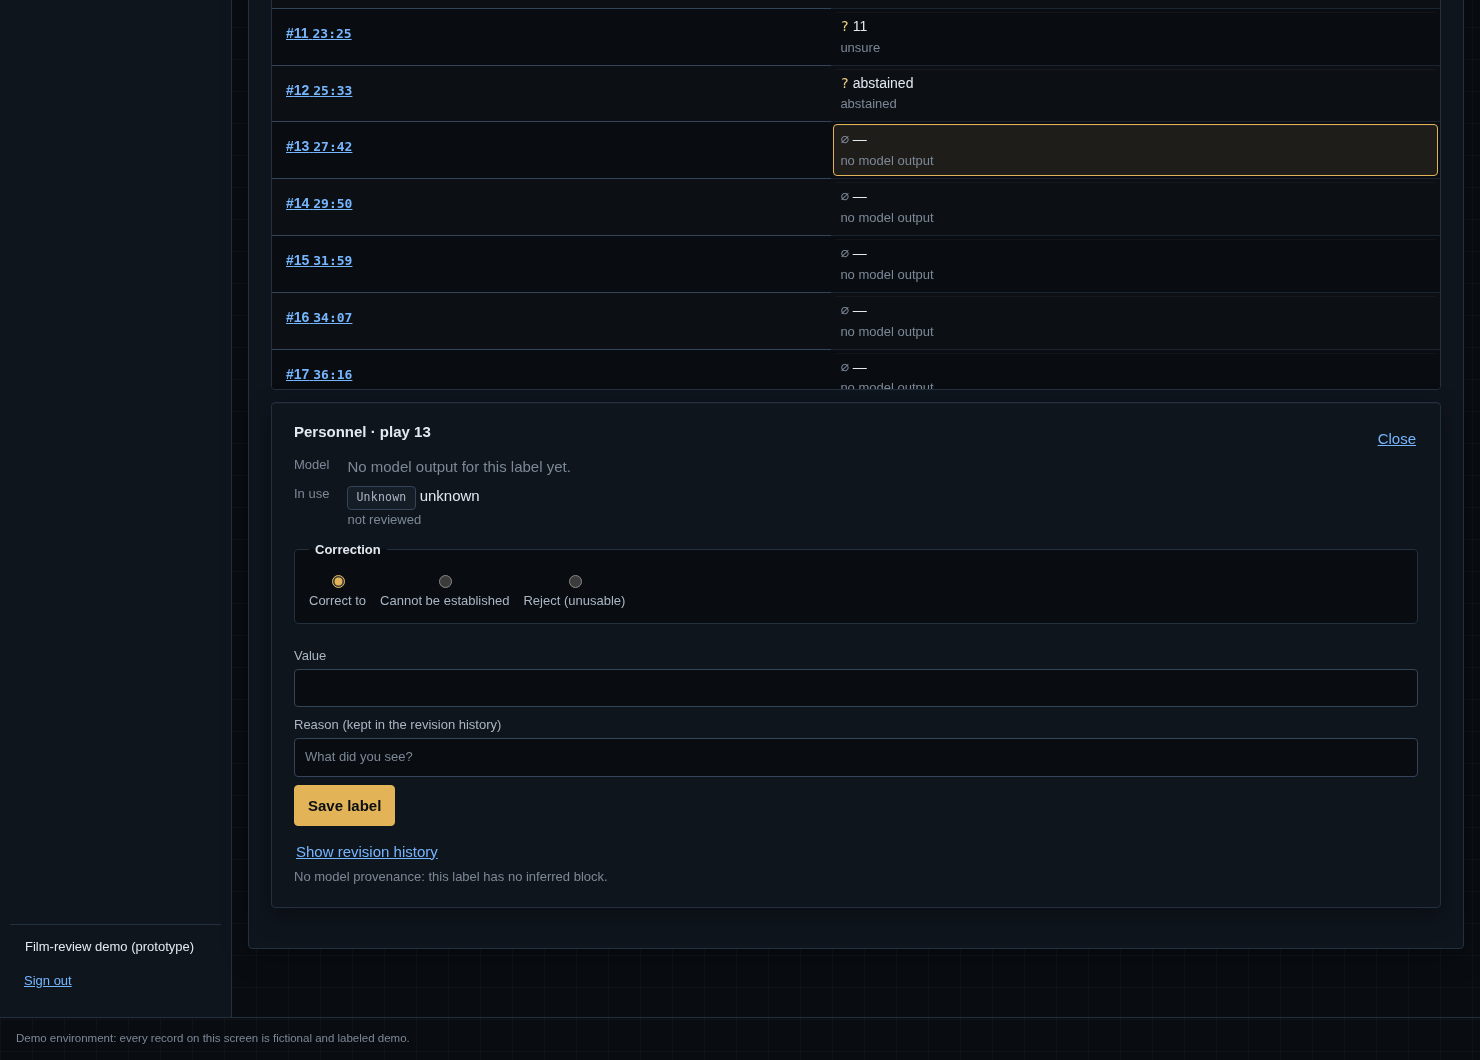 #11 23:25
? 11
unsure
#12 25:33
? abstained
abstained
#13 27:42
∅ —
no model output
#14 29:50
∅ —
no model output
#15 31:59
∅ —
no model output
#16 34:07
∅ —
no model output
#17 36:16
∅ —
no model output
Personnel · play 13
Close
Model No model output for this label yet.
In use Unknown unknown
not reviewed
Correction
Correct to Cannot be established Reject (unusable)
Value
Reason (kept in the revision history)
What did you see?
Save label
Show revision history
No model provenance: this label has no inferred block.
Film-review demo (prototype)
Sign out
Demo environment: every record on this screen is fictional and labeled demo.